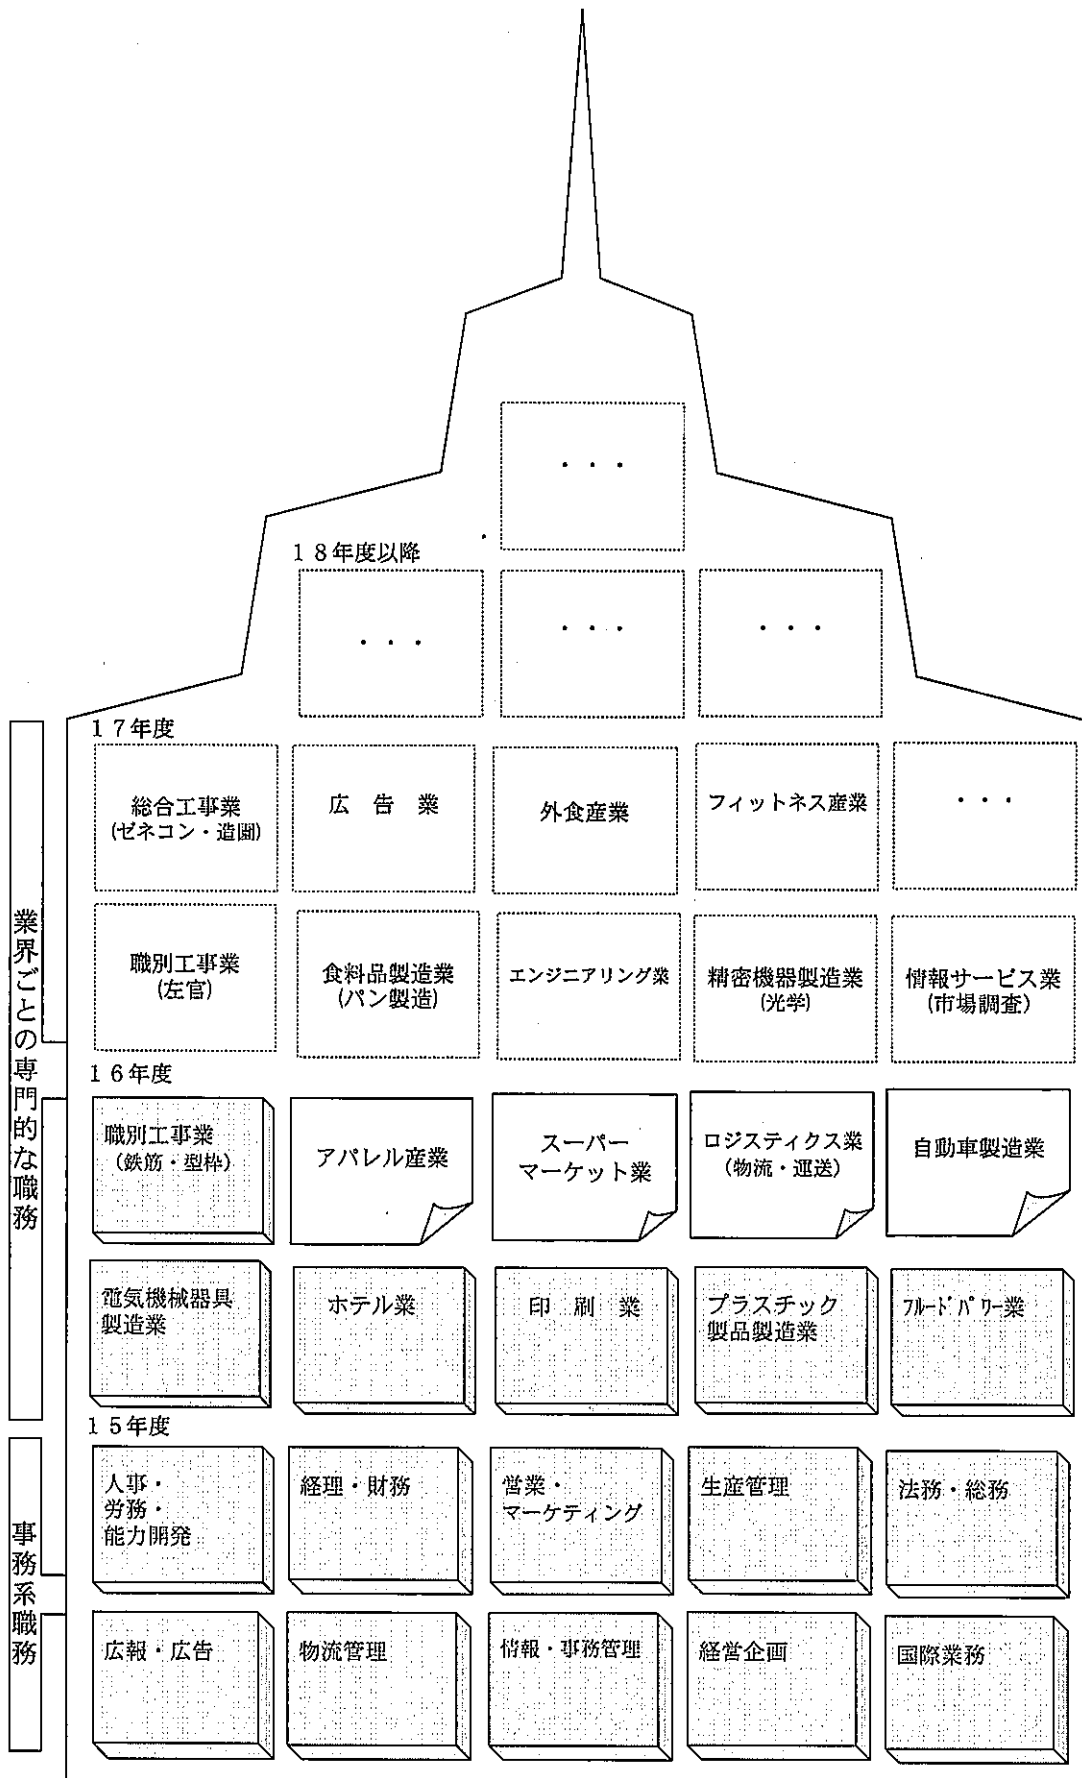 ・・・
１８年度以降
・・・
・・・
・・・
１７年度
総合工事業
(ゼネコン・造園)
広　告　業
外食産業
フィットネス産業
・・・
職別工事業
(左官)
食料品製造業
(パン製造)
エンジニアリング業
精密機器製造業
(光学)
情報サービス業
(市場調査)
業界ごとの専門的な職務
１６年度
職別工事業
(鉄筋・型枠)
アパレル産業
スーパー
マーケット業
ロジスティクス業
(物流・運送)
自動車製造業
電気機械器具
製造業
ホテル業
印　刷　業
プラスチック
製品製造業
ﾌﾙｰﾄﾞﾊﾟﾜｰ業
１５年度
人事・
労務・
能力開発
経理・財務
営業・
マーケティング
生産管理
法務・総務
事務系職務
広報・広告
物流管理
情報・事務管理
経営企画
国際業務